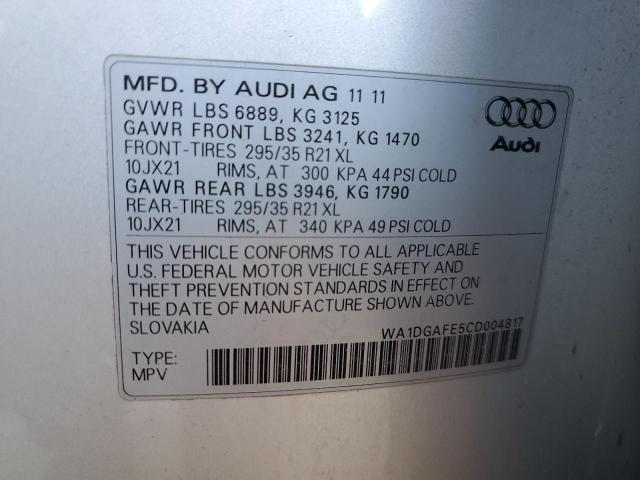 MFD. BY AUDI AG 11 11
GVWR LBS 6889, KG 3125
GAWR FRONT LBS 3241, KG 1470
FRONT-TIRES 295/35 R21 XL
10JX21 RIMS, AT 300 KPA 44 PSI COLD
GAWR REAR LBS 3946, KG 1790
REAR-TIRES 295/35 R21 XL
10JX21 RIMS, AT 340 KPA 49 PSI COLD
Audi
THIS VEHICLE CONFORMS TO ALL APPLICABLE
U.S. FEDERAL MOTOR VEHICLE SAFETY AND
THEFT PREVENTION STANDARDS IN EFFECT ON
THE DATE OF MANUFACTURE SHOWN ABOVE.
SLOVAKIA WA1DGAFE5CD004817
TYPE:
MPV